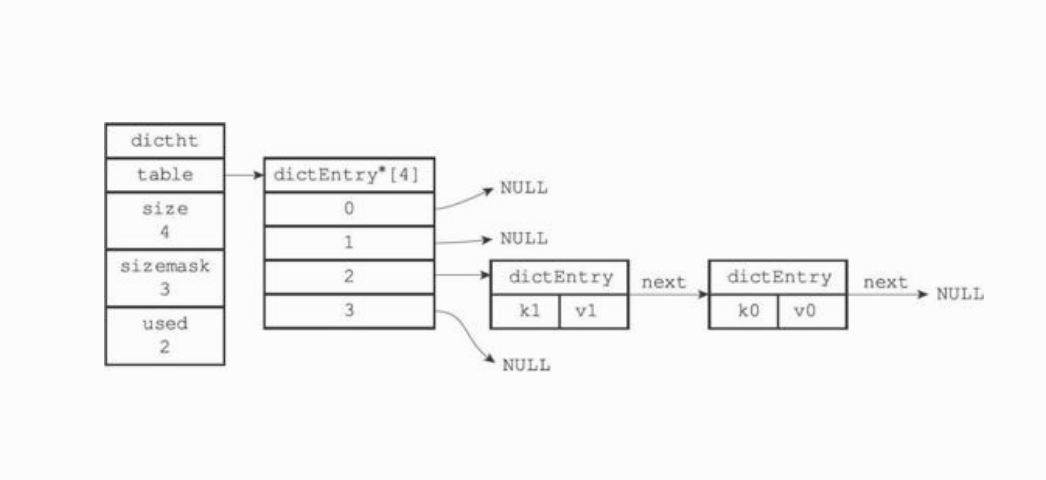 dictht
table
size
4
sizemask
3
used
2
dictEntry*[4]
0
1
2
3
NULL
NULL
dictEntry
k1 v1
next
dictEntry
k0 v0
next
NULL
NULL